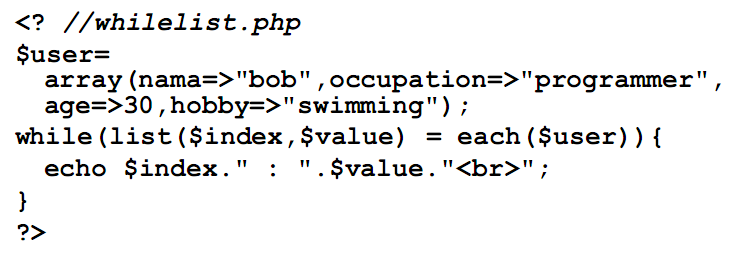 <? //whilelist.php
$user=
array(nama=>"bob",occupation=>"programmer",
age=>30,hobby=>"swimming");
while(list($index,$value) = each($user)){
echo $index." : ".$value."<br>";
}
?>